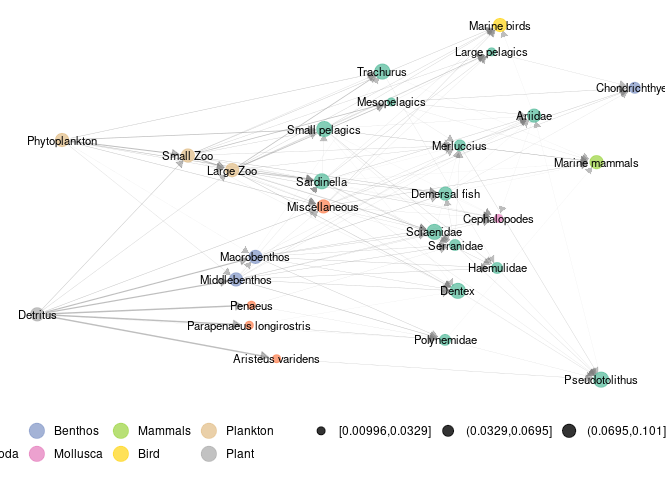 Marine birds
Large pelagics
Trachurus
Chondrichthye
Mesopelagics
Ariidae
Small pelagics
Phytoplankton
Merluccius
Small Zoo
Marine mammals
Large Zoo
Sardinella
Demersal fish
Miscellaneous
Cephalopodes
Sciaenidae
Serranidae
Macrobenthos
Haemulidae
Middlebenthos
Dentex
Penaeus
Detritus
Parapenaeus longirostris
Polynemidae
Aristeus varidens
Pseudotolithus
Benthos Mammals Plankton [0.00996,0.0329] (0.0329,0.0695] (0.0695,0.101]
oda Mollusca Bird Plant